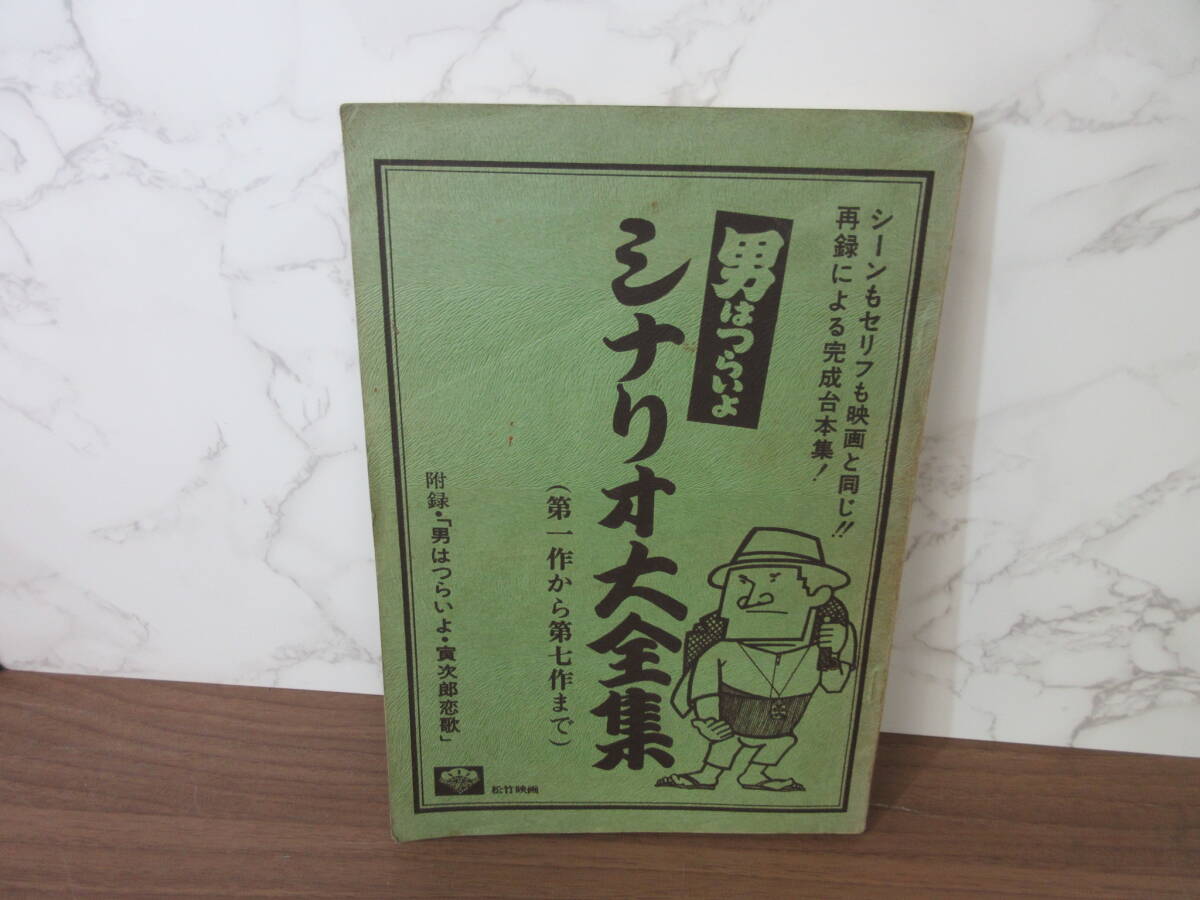 シーンもセリフも映画と同じ!!
再録による完成台本集!
男はつらいよ
シナリオ大全集
(第一作から第七作まで)
附録・「男はつらいよ・寅次郎恋歌」
松竹映画